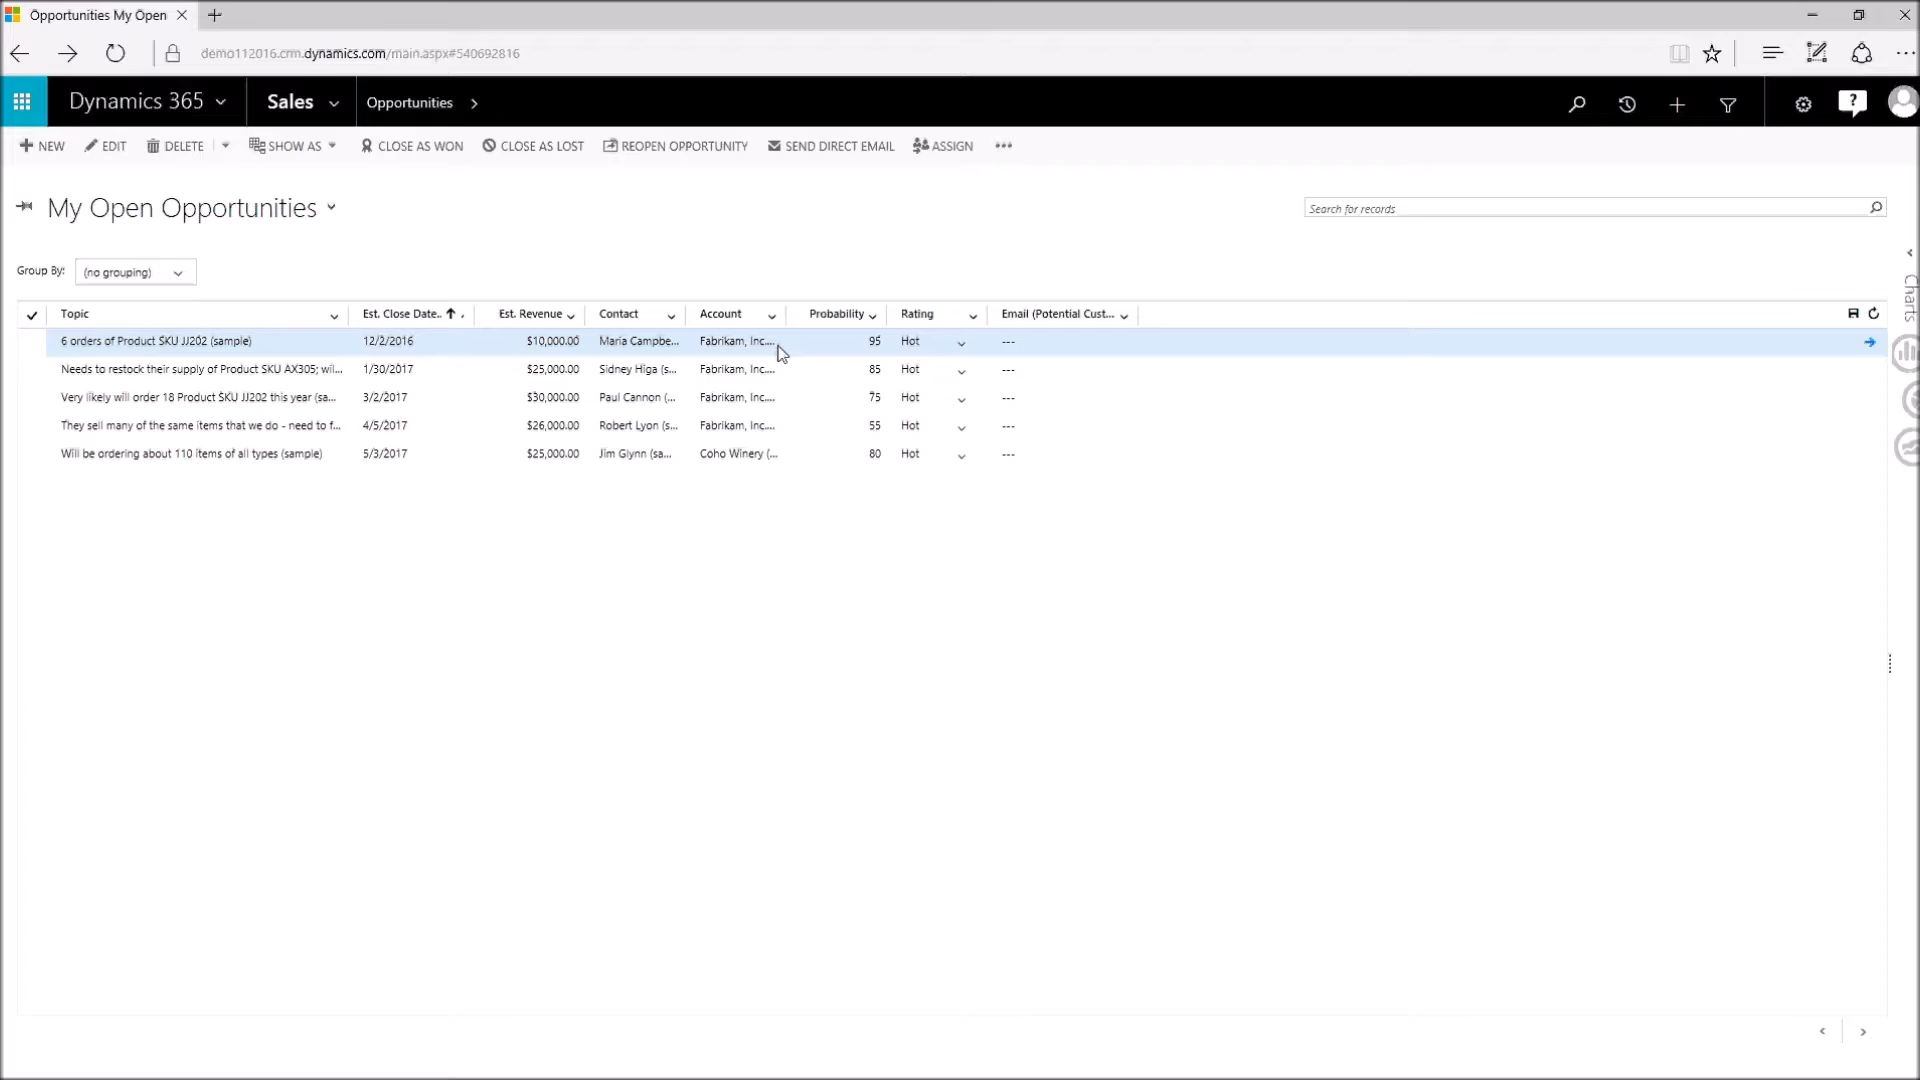 Opportunities My Open
demo112016.crm.dynamics.com/main.aspx#540692816
Dynamics 365 Sales Opportunities
NEW EDIT DELETE SHOW AS CLOSE AS WON CLOSE AS LOST REOPEN OPPORTUNITY SEND DIRECT EMAIL ASSIGN •••
My Open Opportunities
Search for records
Group By: (no grouping)
Charts
Topic Est. Close Date.. Est. Revenue Contact Account Probability Rating Email (Potential Cust...
6 orders of Product SKU JJ202 (sample) 12/2/2016 $10,000.00 Maria Campbe... Fabrikam, Inc.... 95 Hot ---
Needs to restock their supply of Product SKU AX305; wil... 1/30/2017 $25,000.00 Sidney Higa (s... Fabrikam, Inc.... 85 Hot ---
Very likely will order 18 Product SKU JJ202 this year (sa... 3/2/2017 $30,000.00 Paul Cannon (... Fabrikam, Inc.... 75 Hot ---
They sell many of the same items that we do - need to f... 4/5/2017 $26,000.00 Robert Lyon (s... Fabrikam, Inc.... 55 Hot ---
Will be ordering about 110 items of all types (sample) 5/3/2017 $25,000.00 Jim Glynn (sa... Coho Winery (... 80 Hot ---